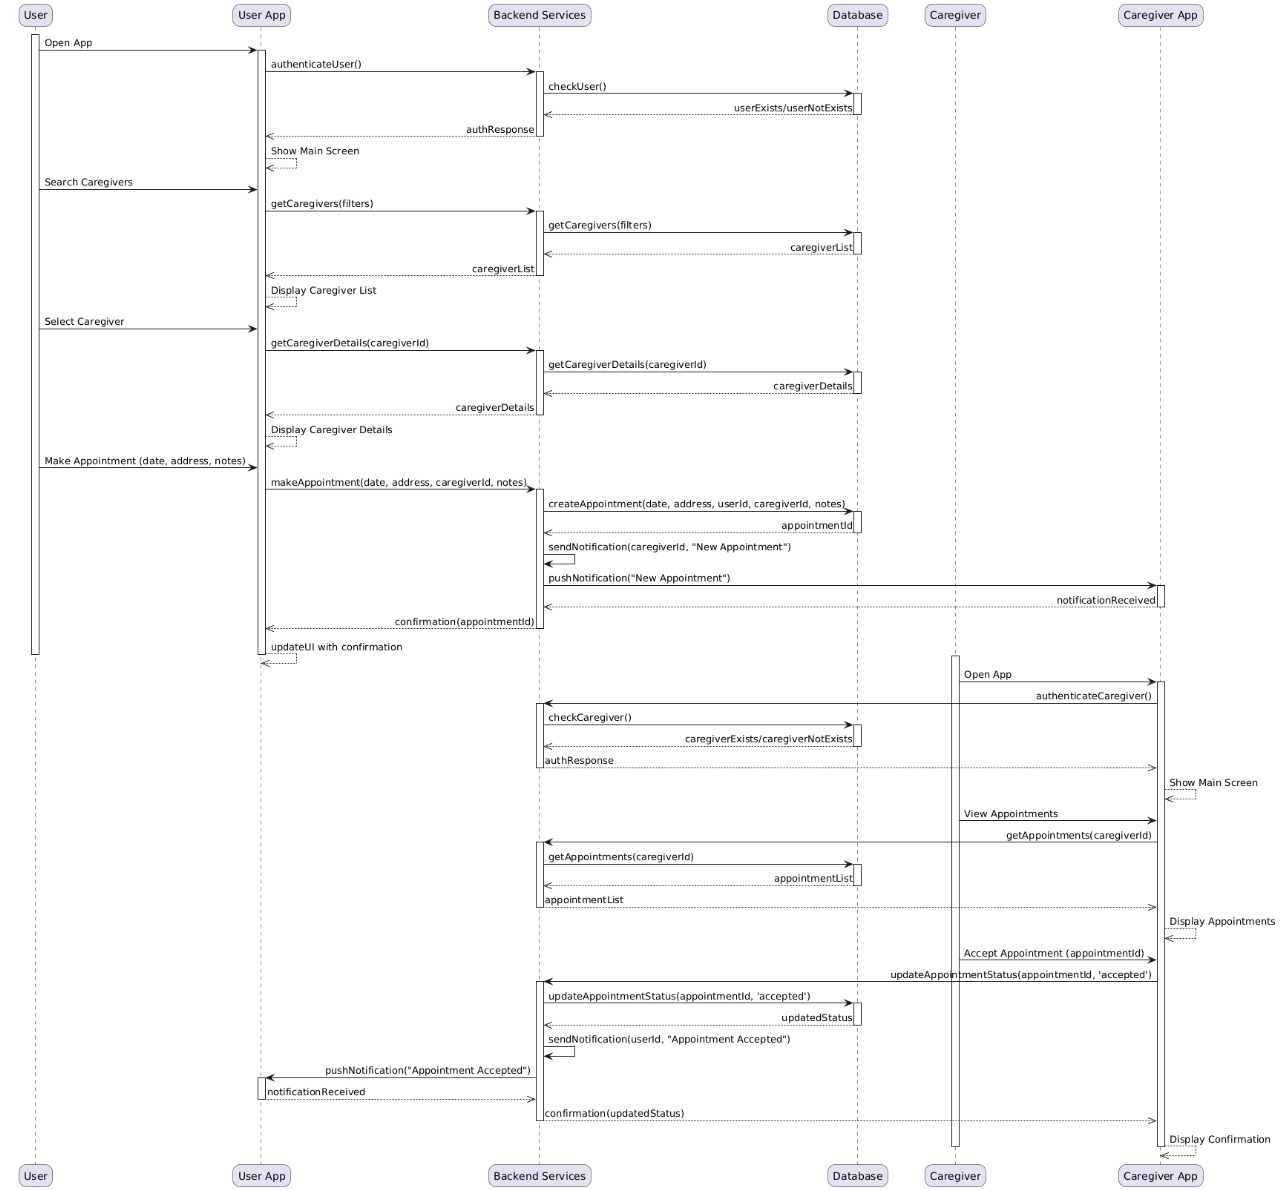 User
User App
Backend Services
Database
Caregiver
Caregiver App
Open App
authenticateUser()
checkUser()
userExists/userNotExists
authResponse
Show Main Screen
Search Caregivers
getCaregivers(filters)
getCaregivers(filters)
caregiverList
caregiverList
Display Caregiver List
Select Caregiver
getCaregiverDetails(caregiverId)
getCaregiverDetails(caregiverId)
caregiverDetails
caregiverDetails
Display Caregiver Details
Make Appointment (date, address, notes)
makeAppointment(date, address, caregiverId, notes)
createAppointment(date, address, userId, caregiverId, notes)
appointmentId
sendNotification(caregiverId, "New Appointment")
pushNotification("New Appointment")
notificationReceived
confirmation(appointmentId)
updateUI with confirmation
Open App
authenticateCaregiver()
checkCaregiver()
caregiverExists/caregiverNotExists
authResponse
Show Main Screen
View Appointments
getAppointments(caregiverId)
getAppointments(caregiverId)
appointmentList
appointmentList
Display Appointments
Accept Appointment (appointmentId)
updateAppointmentStatus(appointmentId, 'accepted')
updateAppointmentStatus(appointmentId, 'accepted')
updatedStatus
sendNotification(userId, "Appointment Accepted")
pushNotification("Appointment Accepted")
notificationReceived
confirmation(updatedStatus)
Display Confirmation
User
User App
Backend Services
Database
Caregiver
Caregiver App